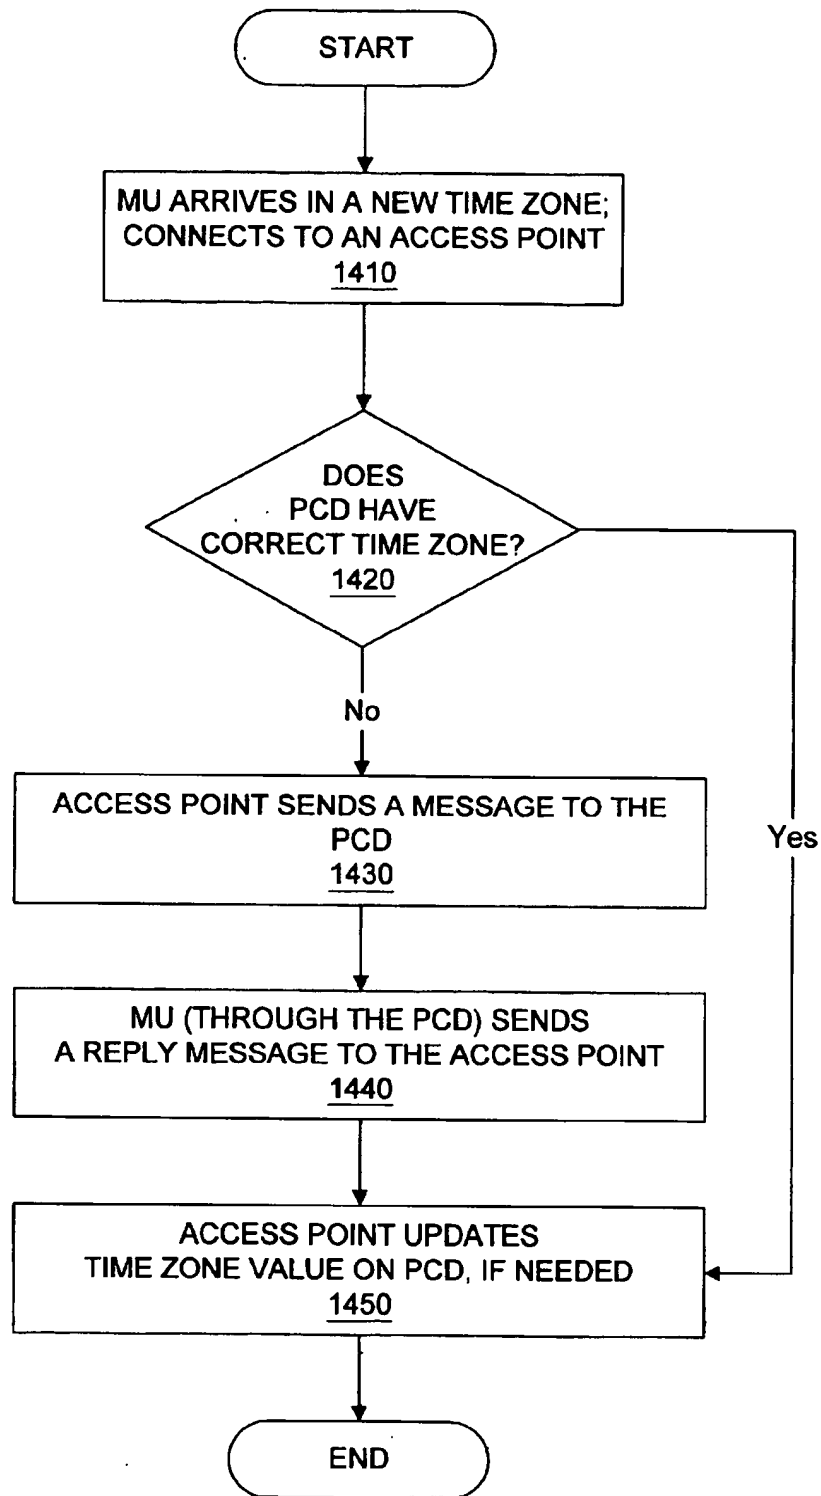 START
MU ARRIVES IN A NEW TIME ZONE;
CONNECTS TO AN ACCESS POINT
1410
DOES
PCD HAVE
CORRECT TIME ZONE?
1420
No
ACCESS POINT SENDS A MESSAGE TO THE
PCD
1430
Yes
MU (THROUGH THE PCD) SENDS
A REPLY MESSAGE TO THE ACCESS POINT
1440
ACCESS POINT UPDATES
TIME ZONE VALUE ON PCD, IF NEEDED
1450
END